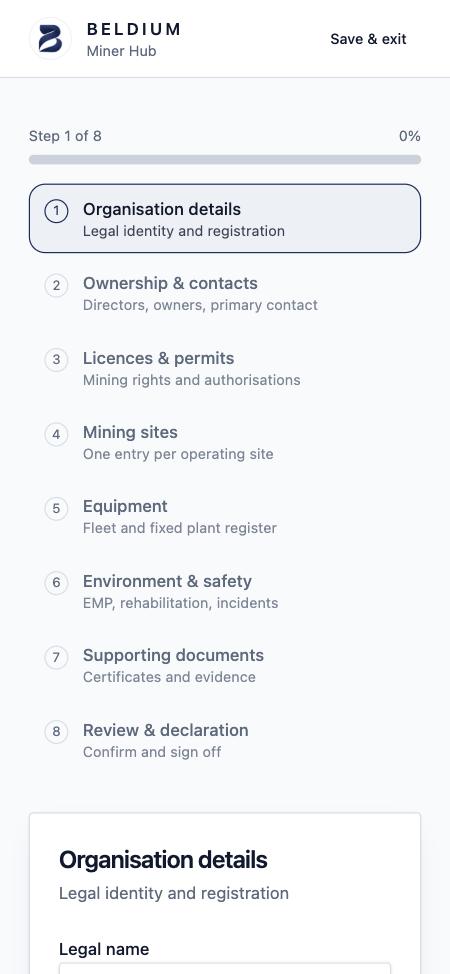 BELDIUM
Miner Hub
Save & exit
Step 1 of 8
0%
1
Organisation details
Legal identity and registration
2
Ownership & contacts
Directors, owners, primary contact
3
Licences & permits
Mining rights and authorisations
4
Mining sites
One entry per operating site
5
Equipment
Fleet and fixed plant register
6
Environment & safety
EMP, rehabilitation, incidents
7
Supporting documents
Certificates and evidence
8
Review & declaration
Confirm and sign off
Organisation details
Legal identity and registration
Legal name